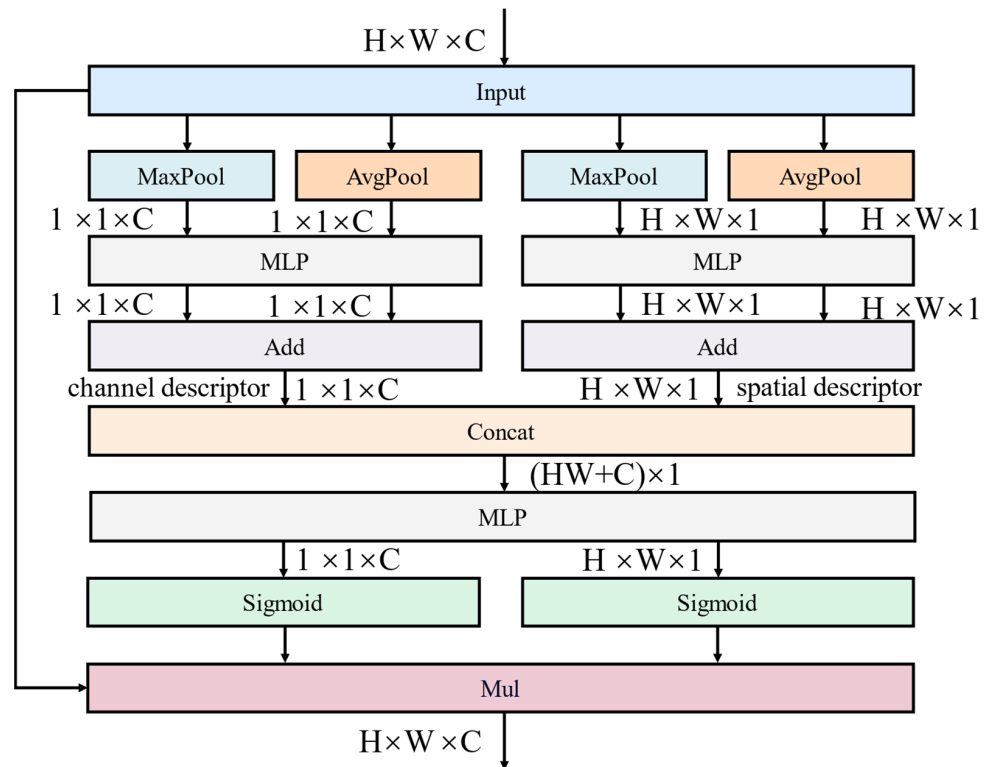 H×W ×C
Input
MaxPool AvgPool MaxPool AvgPool
1 ×1×C 1 ×1×C H ×W×1 H ×W×1
MLP MLP
1 ×1×C 1 ×1×C H ×W×1 H ×W×1
Add Add
channel descriptor 1 ×1×C H ×W×1 spatial descriptor
Concat
(HW+C)×1
MLP
1 ×1×C H ×W×1
Sigmoid Sigmoid
Mul
H×W ×C